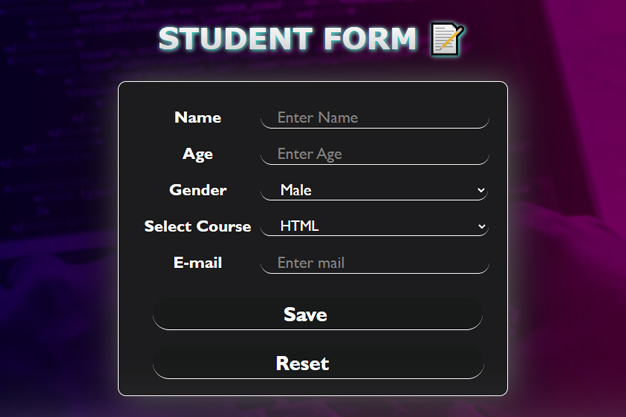 STUDENT FORM 📝
Name Enter Name
Age Enter Age
Gender Male
Select Course HTML
E-mail Enter mail
Save
Reset